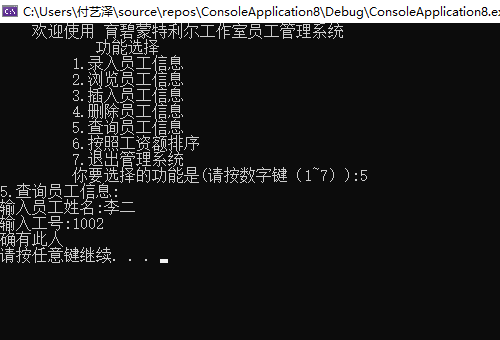 C:\Users\付艺泽\source\repos\ConsoleApplication8\Debug\ConsoleApplication8.ex
欢迎使用 育碧蒙特利尔工作室员工管理系统
功能选择
1.录入员工信息
2.浏览员工信息
3.插入员工信息
4.删除员工信息
5.查询员工信息
6.按照工资额排序
7.退出管理系统
你要选择的功能是(请按数字键（1~7）):5
5.查询员工信息:
输入员工姓名:李二
输入工号:1002
确有此人
请按任意键继续. . .